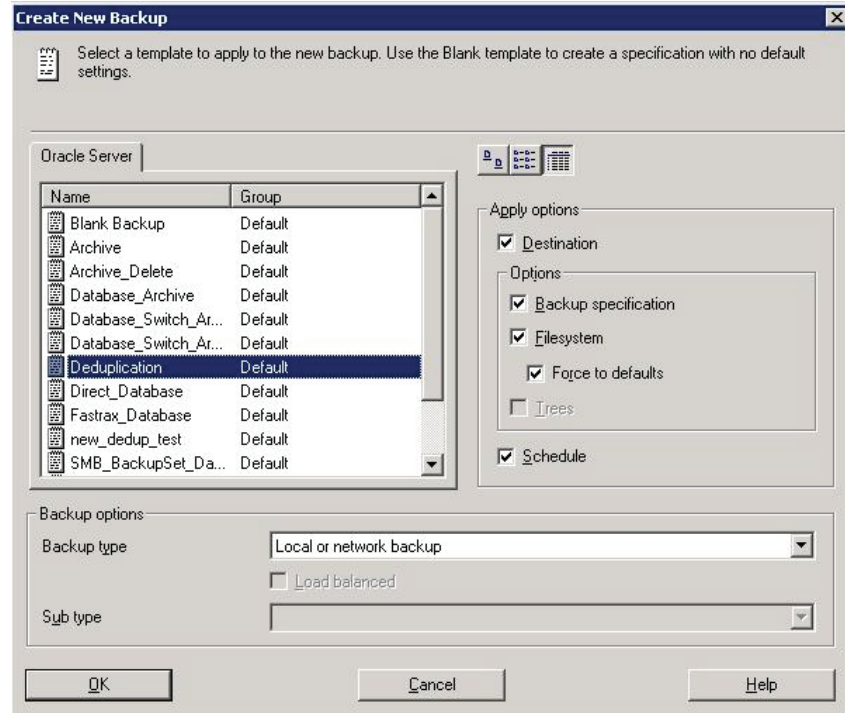 Create New Backup
Select a template to apply to the new backup. Use the Blank template to create a specification with no default
settings.
Oracle Server
Name Group
Blank Backup Default
Archive Default
Archive_Delete Default
Database_Archive Default
Database_Switch_Ar... Default
Database_Switch_Ar... Default
Deduplication Default
Direct_Database Default
Fastrax_Database Default
new_dedup_test Default
SMB_BackupSet_Da... Default
Apply options
Destination
Options
Backup specification
Filesystem
Force to defaults
Trees
Schedule
Backup options
Backup type Local or network backup
Load balanced
Sub type
OK Cancel Help